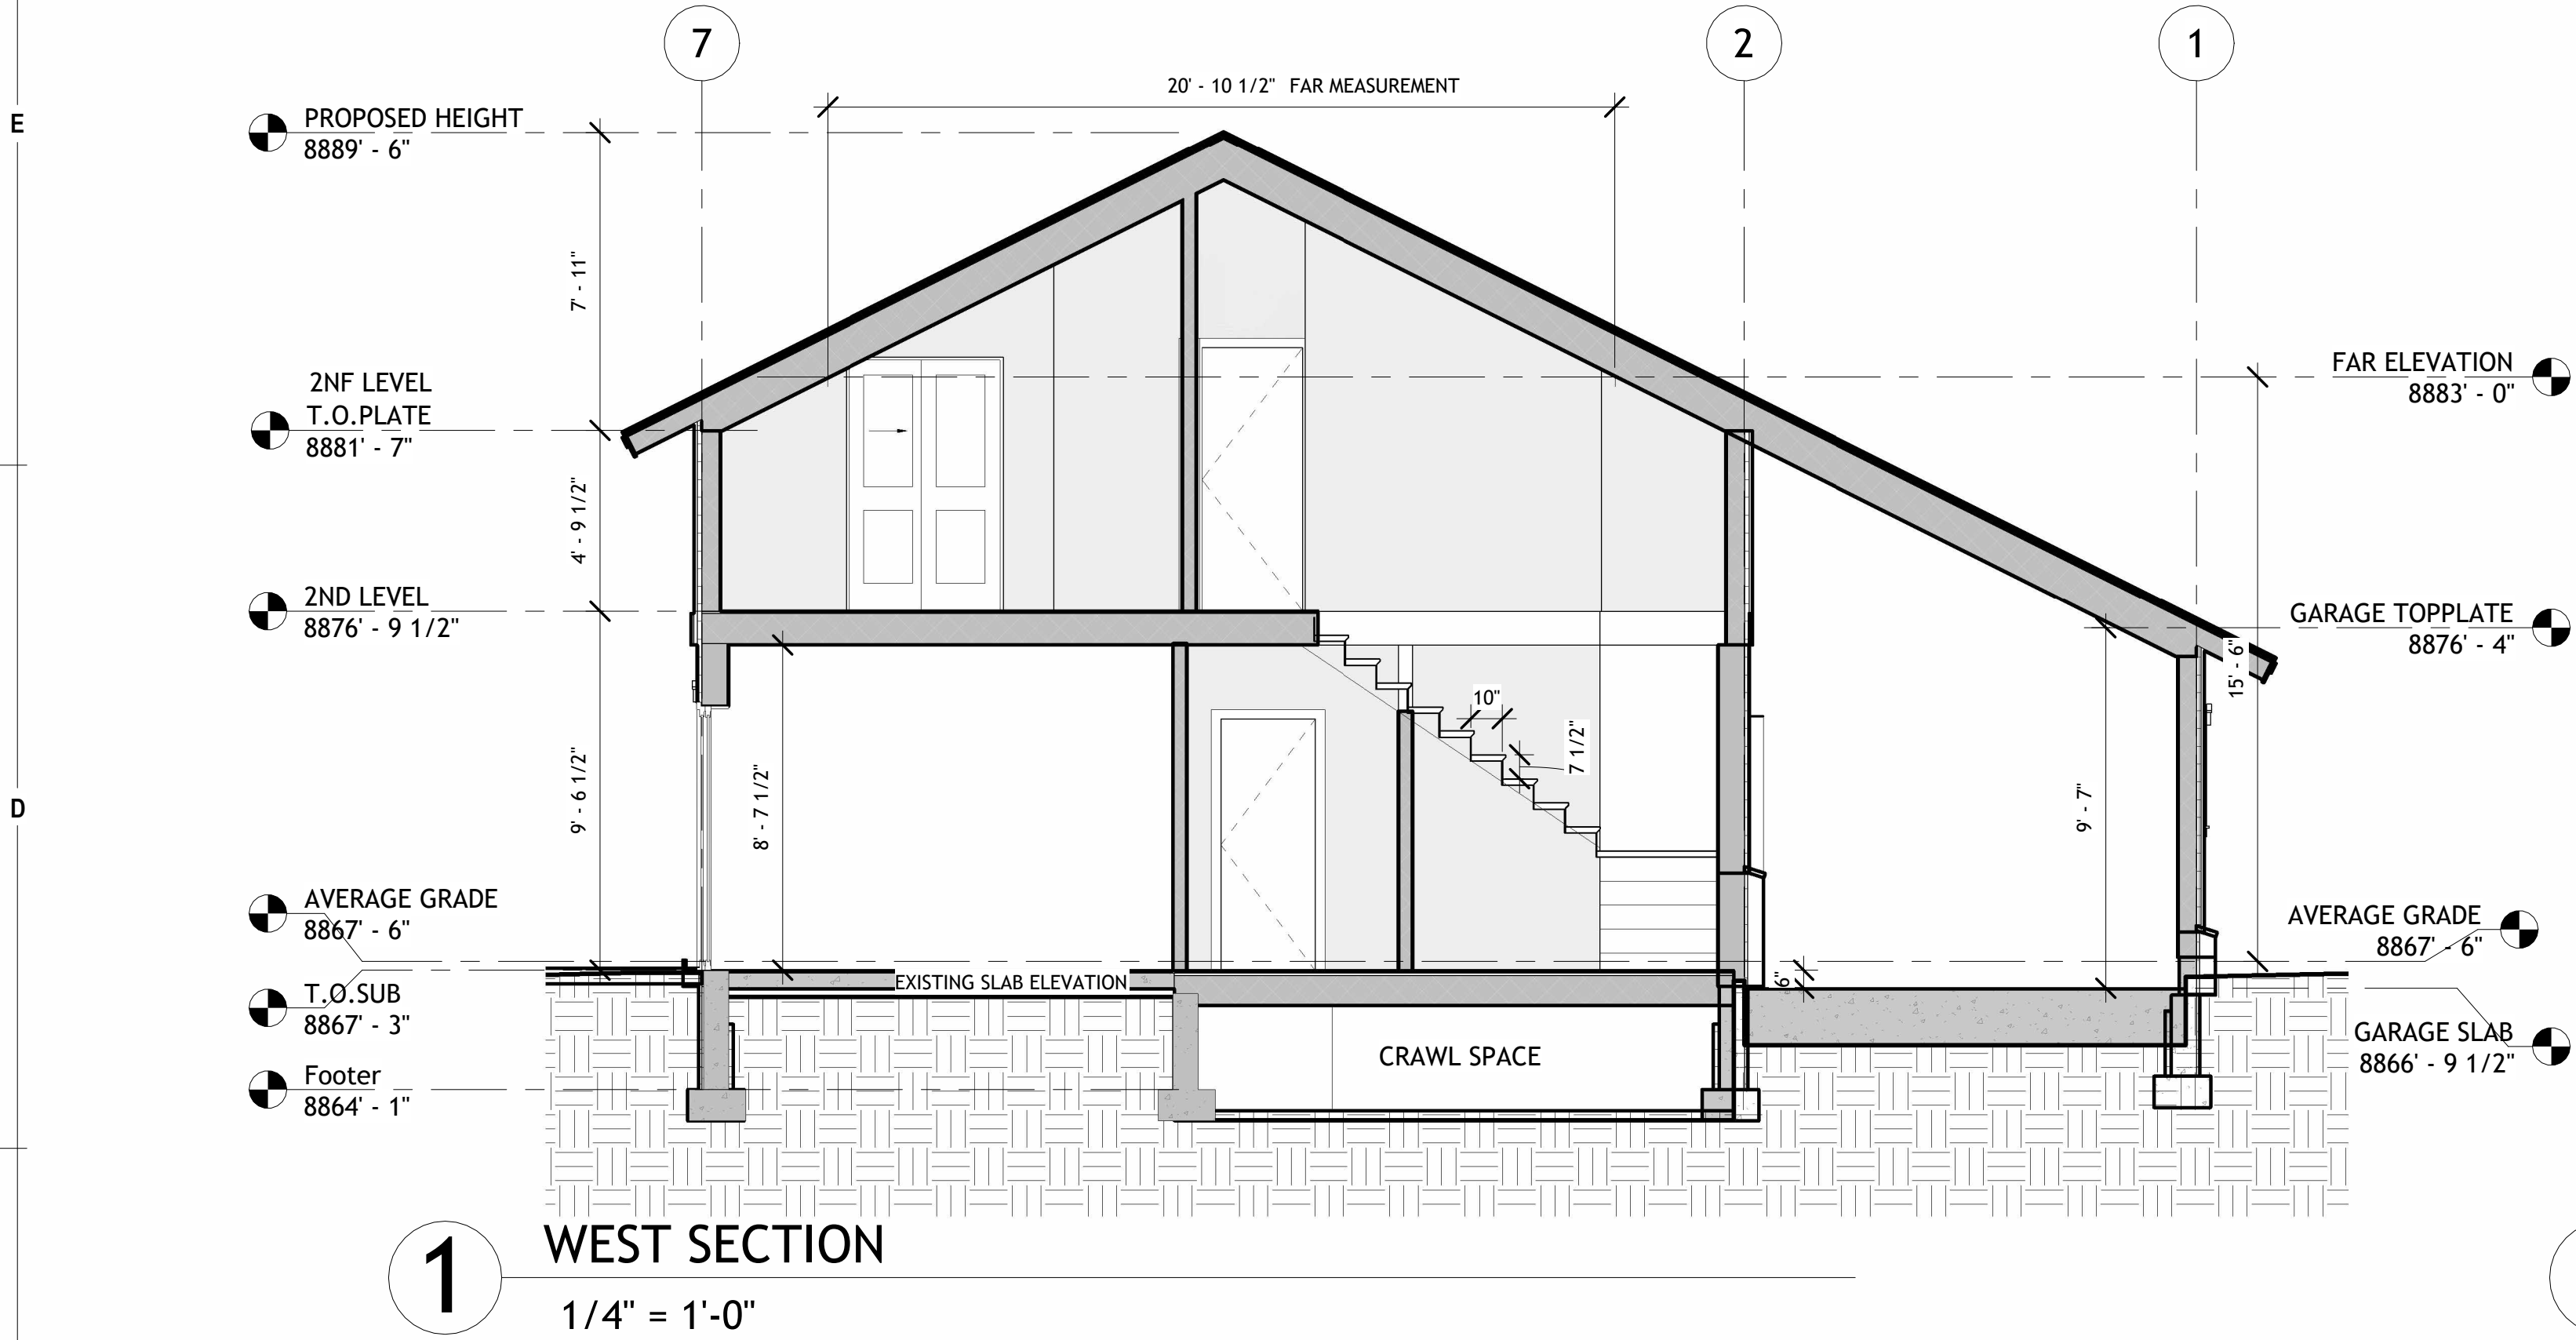 7
2
1
20' - 10 1/2" FAR MEASUREMENT
E
PROPOSED HEIGHT
8889' - 6"
7' - 11"
2NF LEVEL
T.O.PLATE
8881' - 7"
FAR ELEVATION
8883' - 0"
4' - 9 1/2"
2ND LEVEL
8876' - 9 1/2"
GARAGE TOPPLATE
8876' - 4"
15' - 6"
10"
7 1/2"
D
9' - 6 1/2"
8' - 7 1/2"
9' - 7"
AVERAGE GRADE
8867' - 6"
AVERAGE GRADE
8867' - 6"
EXISTING SLAB ELEVATION
6"
T.O.SUB
8867' - 3"
GARAGE SLAB
8866' - 9 1/2"
CRAWL SPACE
Footer
8864' - 1"
1
WEST SECTION
1/4" = 1'-0"